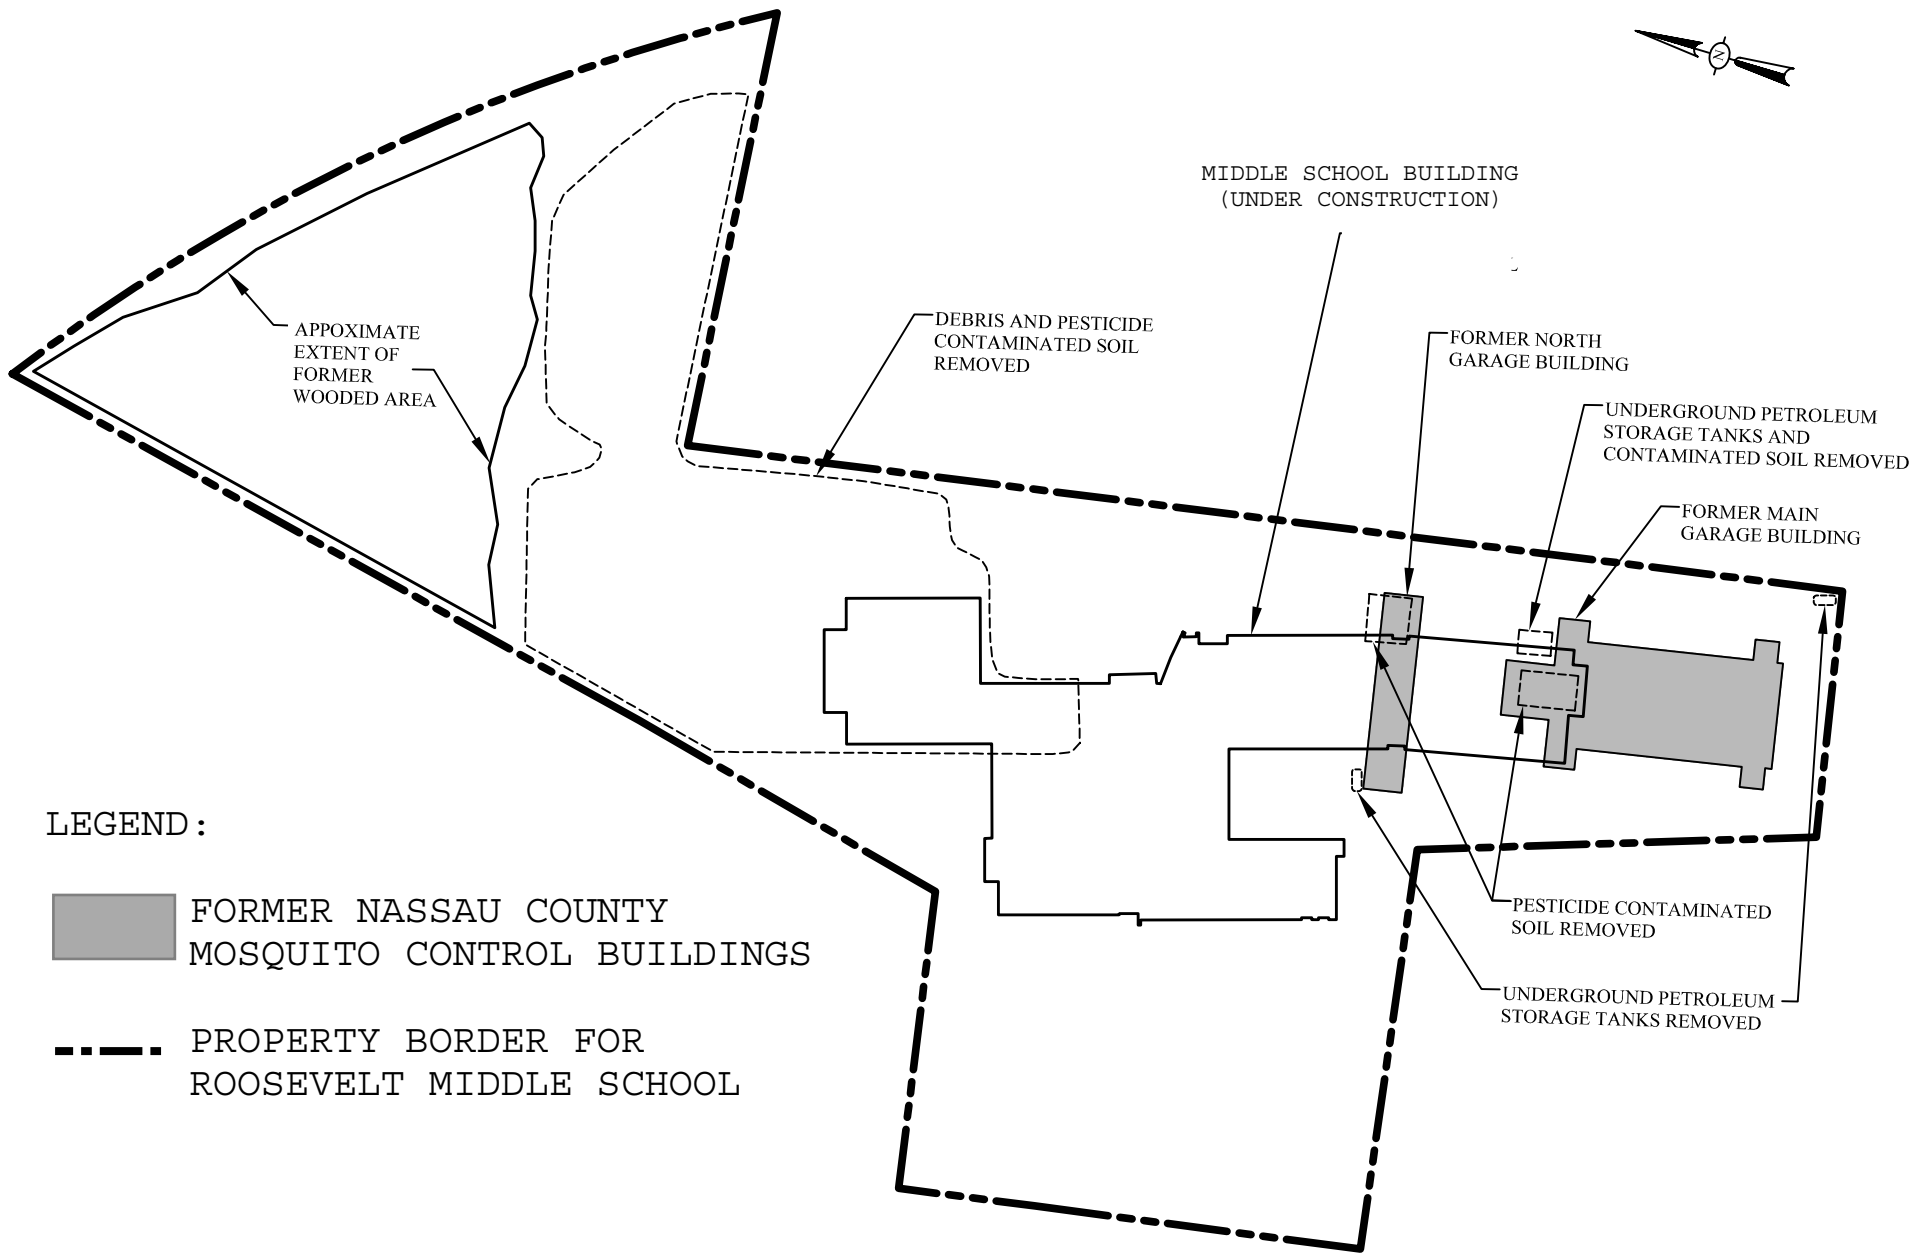 N
MIDDLE SCHOOL BUILDING
(UNDER CONSTRUCTION)
APPOXIMATE
EXTENT OF
FORMER
WOODED AREA
DEBRIS AND PESTICIDE
CONTAMINATED SOIL
REMOVED
FORMER NORTH
GARAGE BUILDING
UNDERGROUND PETROLEUM
STORAGE TANKS AND
CONTAMINATED SOIL REMOVED
FORMER MAIN
GARAGE BUILDING
PESTICIDE CONTAMINATED
SOIL REMOVED
UNDERGROUND PETROLEUM
STORAGE TANKS REMOVED
LEGEND:
FORMER NASSAU COUNTY
MOSQUITO CONTROL BUILDINGS
PROPERTY BORDER FOR
ROOSEVELT MIDDLE SCHOOL